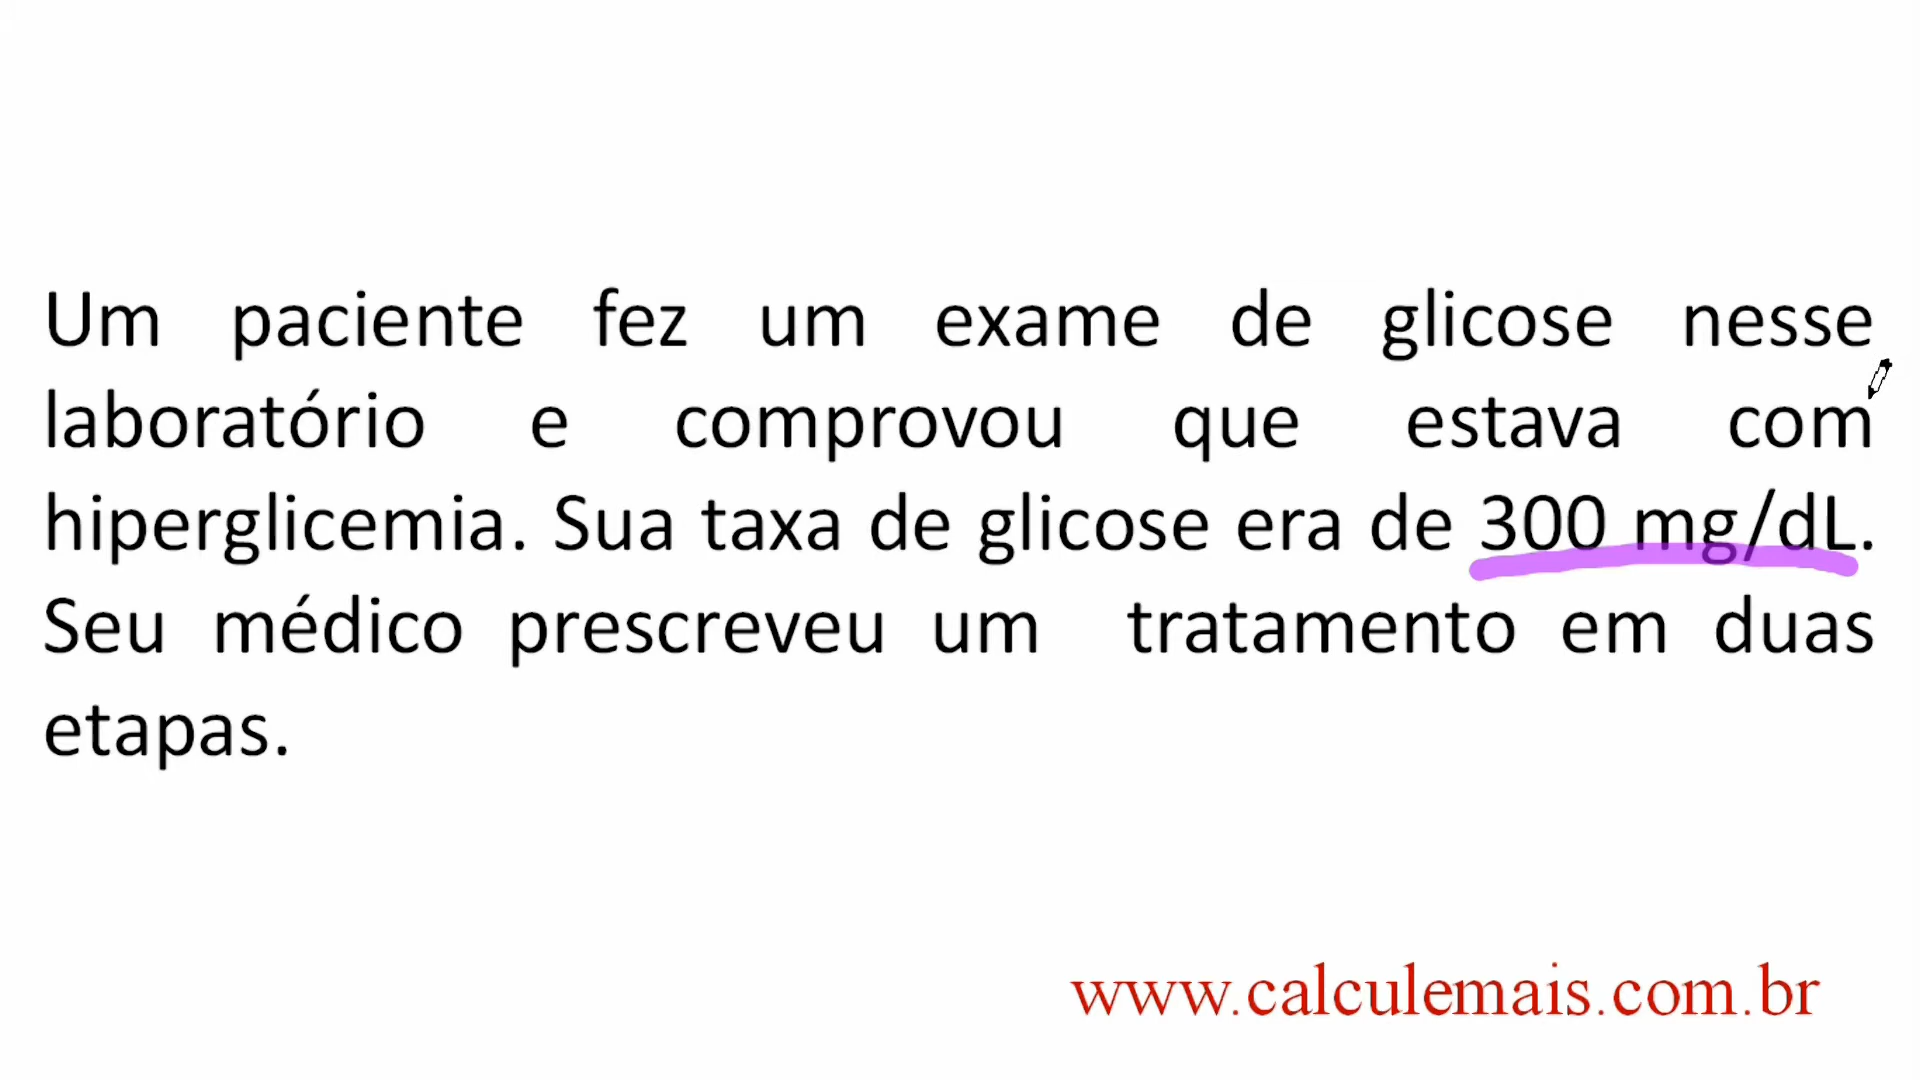 Um paciente fez um exame de glicose nesse
laboratório e comprovou que estava com
hiperglicemia. Sua taxa de glicose era de 300 mg/dL.
Seu médico prescreveu um tratamento em duas
etapas.
www.calculemais.com.br